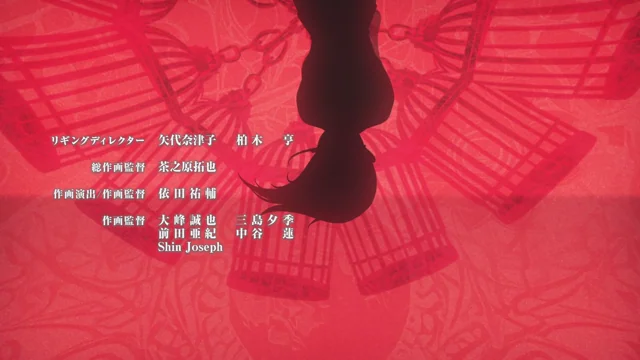 リギングディレクター 矢代奈津子 柏木 亨
総作画監督 茶之原拓也
作画演出 作画監督 依田祐輔
作画監督 大峰誠也 三島夕季
前田亜紀 中谷 蓮
Shin Joseph